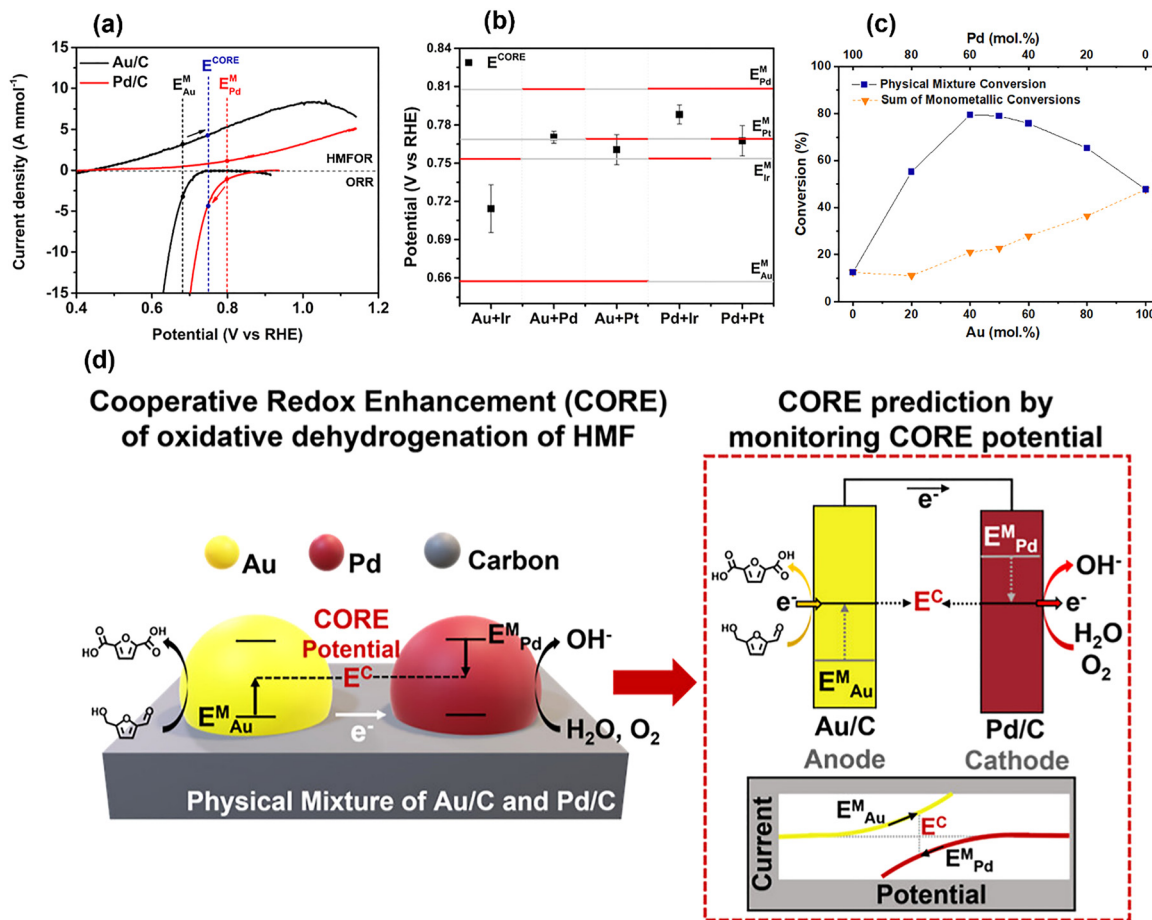 (a)
Au/C
Pd/C
E^M_Au
E^CORE
E^M_Pd
HMFOR
ORR
Current density (A mmol⁻¹)
15
10
5
0
-5
-10
-15
0.4
0.6
0.8
1.0
1.2
Potential (V vs RHE)
(b)
E^CORE
E^M_Pd
E^M_Pt
E^M_Ir
E^M_Au
Potential (V vs RHE)
0.84
0.81
0.78
0.75
0.72
0.69
0.66
Au+Ir
Au+Pd
Au+Pt
Pd+Ir
Pd+Pt
(c)
Pd (mol.%)
100
80
60
40
20
0
Physical Mixture Conversion
Sum of Monometallic Conversions
Conversion (%)
100
80
60
40
20
0
0
20
40
60
80
100
Au (mol.%)
(d)
Cooperative Redox Enhancement (CORE)
of oxidative dehydrogenation of HMF
Au
Pd
Carbon
CORE
Potential
E^C
E^M_Au
E^M_Pd
e⁻
HO
O
O
OH
HO
O
O
OH⁻
H₂O, O₂
Physical Mixture of Au/C and Pd/C
CORE prediction by
monitoring CORE potential
e⁻
E^M_Pd
HO
O
O
OH
OH⁻
e⁻
E^C
e⁻
HO
O
O
H₂O
O₂
E^M_Au
Au/C
Pd/C
Anode
Cathode
Current
E^M_Au
E^C
E^M_Pd
Potential